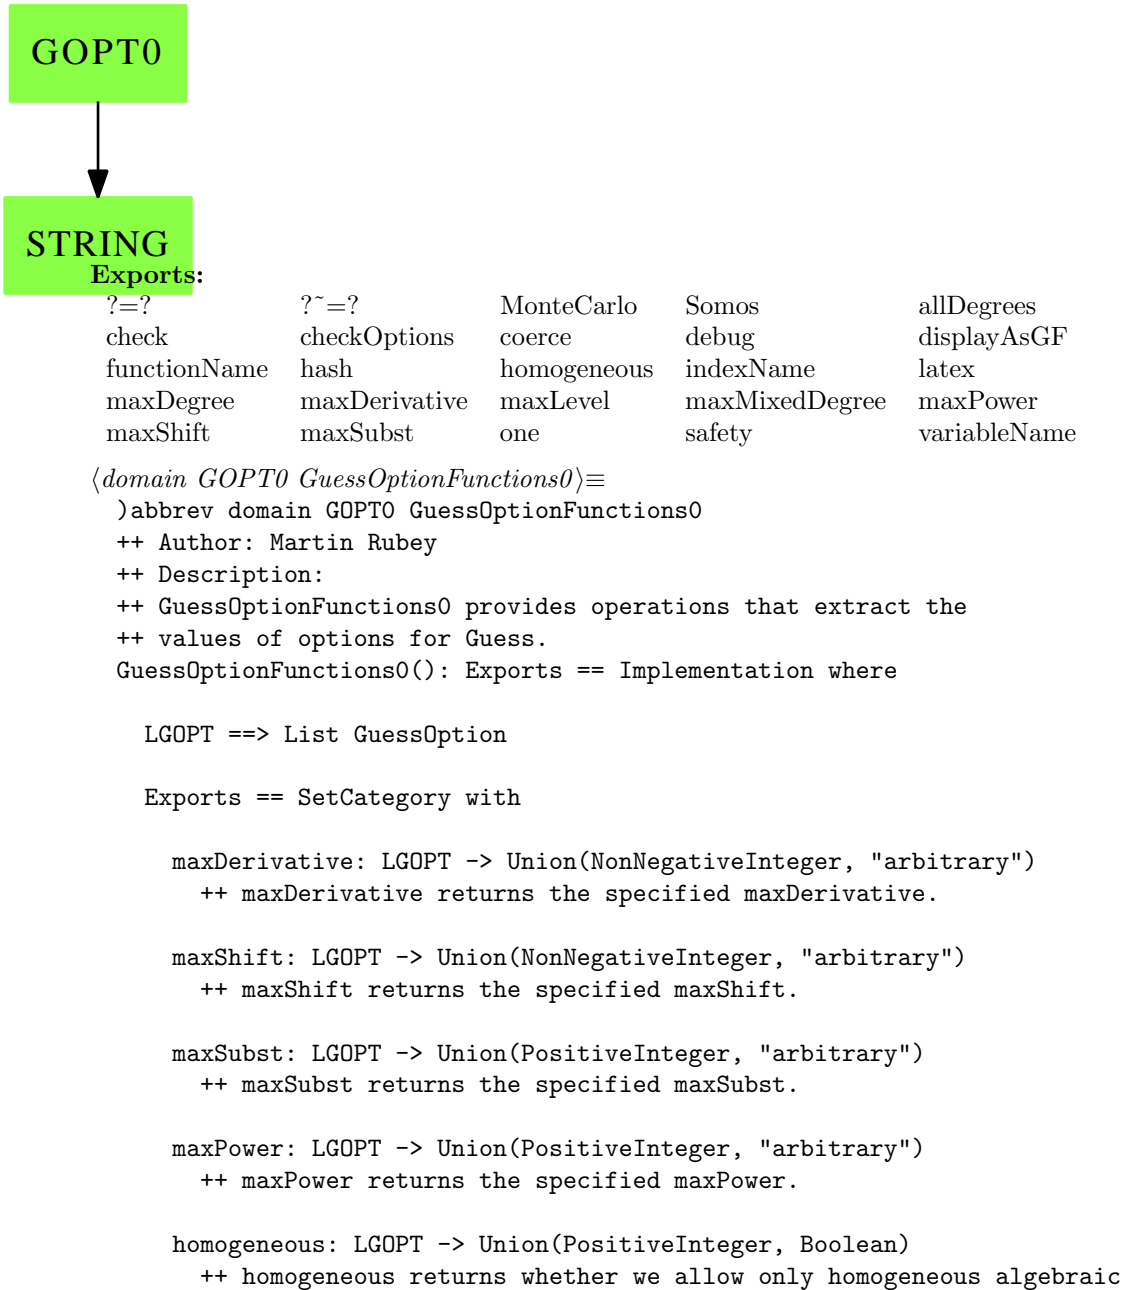 GOPT0
STRING
Exports:
?=? ?~=? MonteCarlo Somos allDegrees
check checkOptions coerce debug displayAsGF
functionName hash homogeneous indexName latex
maxDegree maxDerivative maxLevel maxMixedDegree maxPower
maxShift maxSubst one safety variableName
⟨domain GOPT0 GuessOptionFunctions0⟩≡
)abbrev domain GOPT0 GuessOptionFunctions0
++ Author: Martin Rubey
++ Description:
++ GuessOptionFunctions0 provides operations that extract the
++ values of options for Guess.
GuessOptionFunctions0(): Exports == Implementation where
LGOPT ==> List GuessOption
Exports == SetCategory with
maxDerivative: LGOPT -> Union(NonNegativeInteger, "arbitrary")
++ maxDerivative returns the specified maxDerivative.
maxShift: LGOPT -> Union(NonNegativeInteger, "arbitrary")
++ maxShift returns the specified maxShift.
maxSubst: LGOPT -> Union(PositiveInteger, "arbitrary")
++ maxSubst returns the specified maxSubst.
maxPower: LGOPT -> Union(PositiveInteger, "arbitrary")
++ maxPower returns the specified maxPower.
homogeneous: LGOPT -> Union(PositiveInteger, Boolean)
++ homogeneous returns whether we allow only homogeneous algebraic